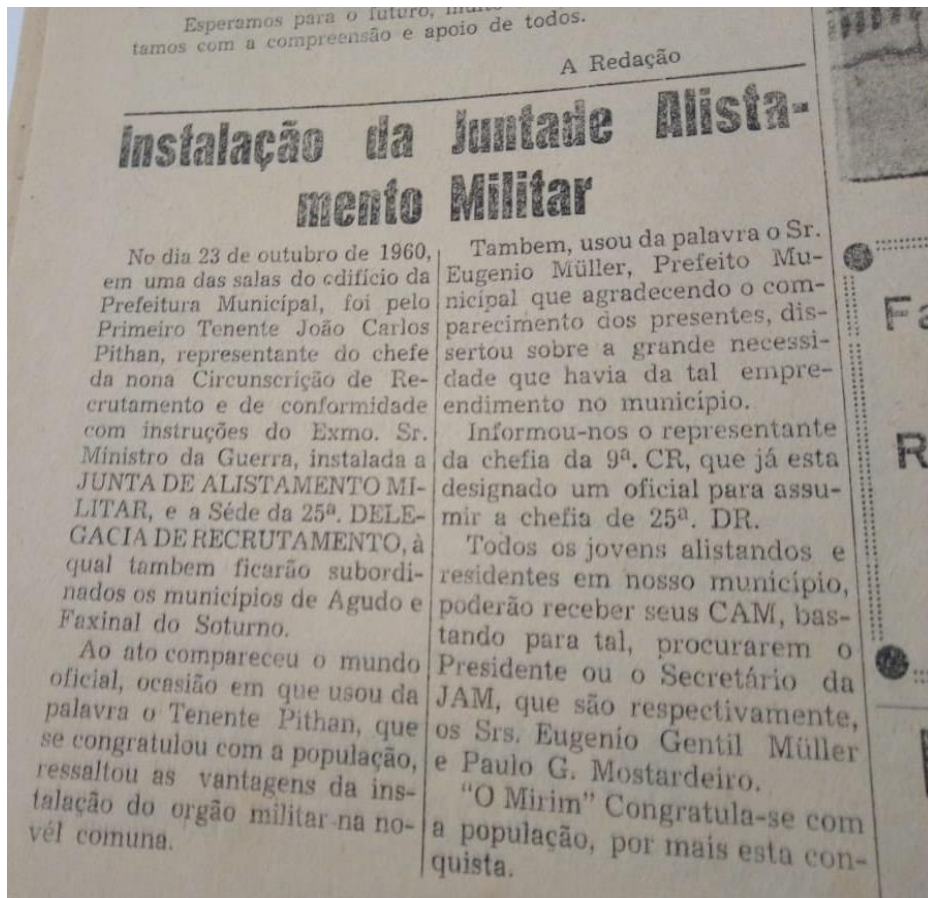 Esperamos para o futuro,
tamos com a compreensão e apoio de todos.
A Redação
Instalação da Juntade Alista-
mento Militar
No dia 23 de outubro de 1960,
em uma das salas do edifício da
Prefeitura Municipal, foi pelo
Primeiro Tenente João Carlos
Pithan, representante do chefe
da nona Circunscrição de Re-
crutamento e de conformidade
com instruções do Exmo. Sr.
Ministro da Guerra, instalada a
JUNTA DE ALISTAMENTO MI-
LITAR, e a Séde da 25ª. DELE-
GACIA DE RECRUTAMENTO, à
qual tambem ficarão subordi-
nados os municípios de Agudo e
Faxinal do Soturno.
Ao ato compareceu o mundo
oficial, ocasião em que usou da
palavra o Tenente Pithan, que
se congratulou com a população,
ressaltou as vantagens da ins-
talação do orgão militar na no-
vél comuna.
Tambem, usou da palavra o Sr.
Eugenio Müller, Prefeito Mu-
nicipal que agradecendo o com-
parecimento dos presentes, dis-
sertou sobre a grande necessi-
dade que havia da tal empre-
endimento no município.
Informou-nos o representante
da chefia da 9ª. CR, que já esta
designado um oficial para assu-
mir a chefia de 25ª. DR.
Todos os jovens alistandos e
residentes em nosso município,
poderão receber seus CAM, bas-
tando para tal, procurarem o
Presidente ou o Secretário da
JAM, que são respectivamente,
os Srs. Eugenio Gentil Müller
e Paulo G. Mostardeiro.
"O Mirim" Congratula-se com
a população, por mais esta con-
quista.
Fa
R